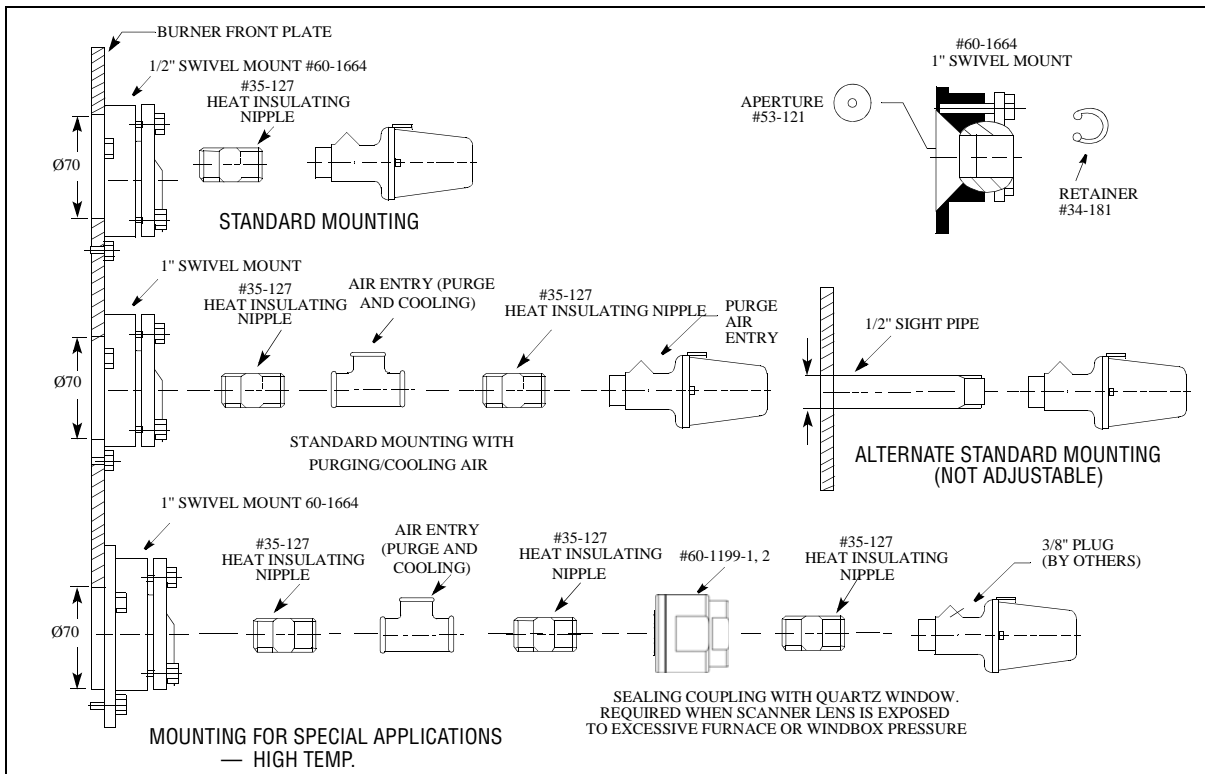 BURNER FRONT PLATE
1/2" SWIVEL MOUNT #60-1664
#35-127
HEAT INSULATING
NIPPLE
Ø70
STANDARD MOUNTING
#60-1664
1" SWIVEL MOUNT
APERTURE
#53-121
RETAINER
#34-181
1" SWIVEL MOUNT
#35-127
HEAT INSULATING
NIPPLE
AIR ENTRY (PURGE
AND COOLING)
#35-127
HEAT INSULATING NIPPLE
PURGE
AIR
ENTRY
Ø70
STANDARD MOUNTING WITH
PURGING/COOLING AIR
1/2" SIGHT PIPE
ALTERNATE STANDARD MOUNTING
(NOT ADJUSTABLE)
1" SWIVEL MOUNT 60-1664
#35-127
HEAT INSULATING
NIPPLE
AIR ENTRY
(PURGE AND
COOLING)
#35-127
HEAT INSULATING
NIPPLE
#60-1199-1, 2
#35-127
HEAT INSULATING
NIPPLE
3/8" PLUG
(BY OTHERS)
Ø70
SEALING COUPLING WITH QUARTZ WINDOW.
REQUIRED WHEN SCANNER LENS IS EXPOSED
TO EXCESSIVE FURNACE OR WINDBOX PRESSURE
MOUNTING FOR SPECIAL APPLICATIONS
— HIGH TEMP.